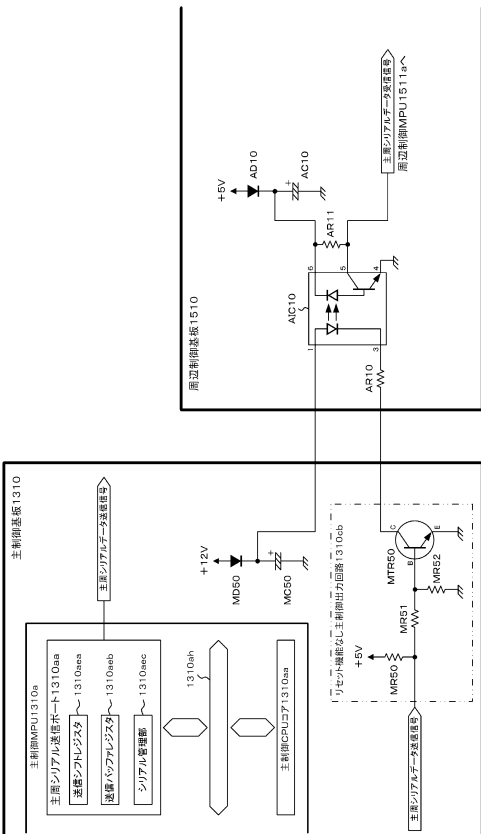 主制御基板1310
主制御MPU1310a
主周シリアル送信ポート1310aa
送信シフトレジスタ
1310aea
送信バッファレジスタ
1310aeb
シリアル管理部
1310aec
1310ah
主制御CPUコア1310aa
主周シリアルデータ送信信号
+12V
MD50
MC50
リセット機能なし主制御出力回路1310cb
主周シリアルデータ送信信号
+5V
MR50
MR51
MR52
MTR50
B
C
E
周辺制御基板1510
AR10
AIC10
1
3
6
5
4
+5V
AD10
AC10
AR11
主周シリアルデータ受信信号
周辺制御MPU1511aへ